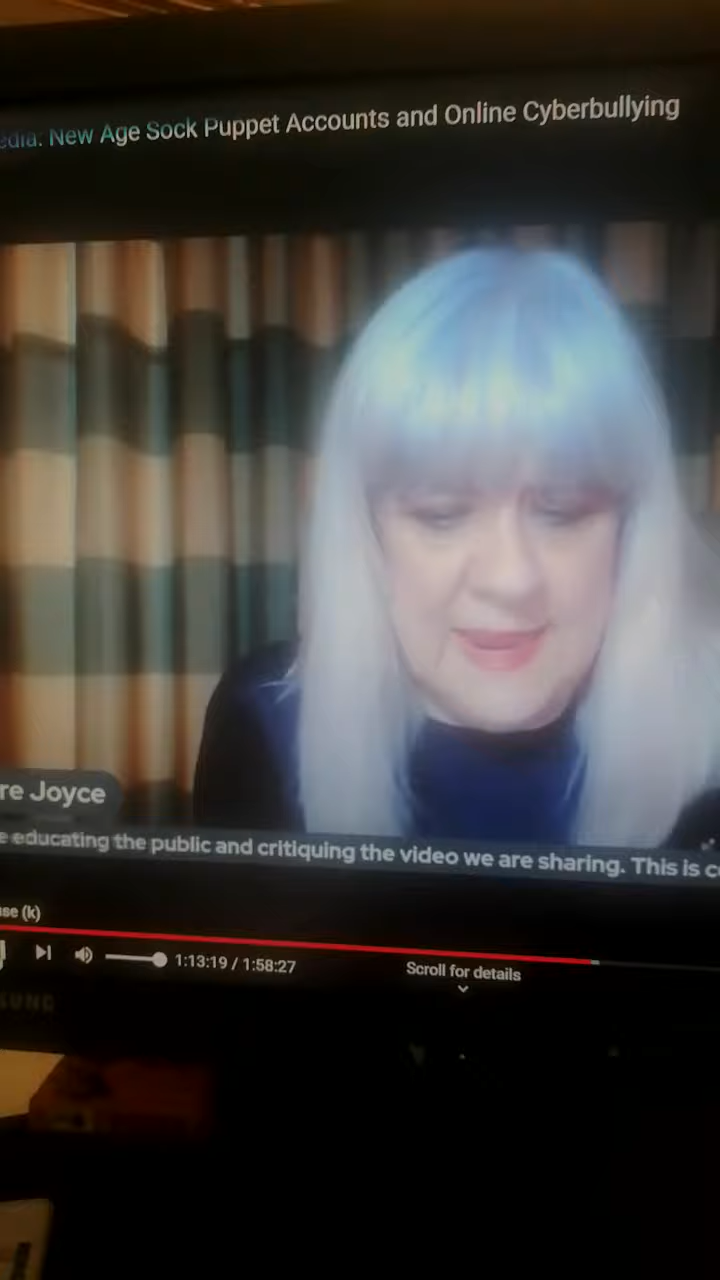 edia: New Age Sock Puppet Accounts and Online Cyberbullying
re Joyce
e educating the public and critiquing the video we are sharing. This is c
use (k)
1:13:19 / 1:58:27
Scroll for details
SUNG